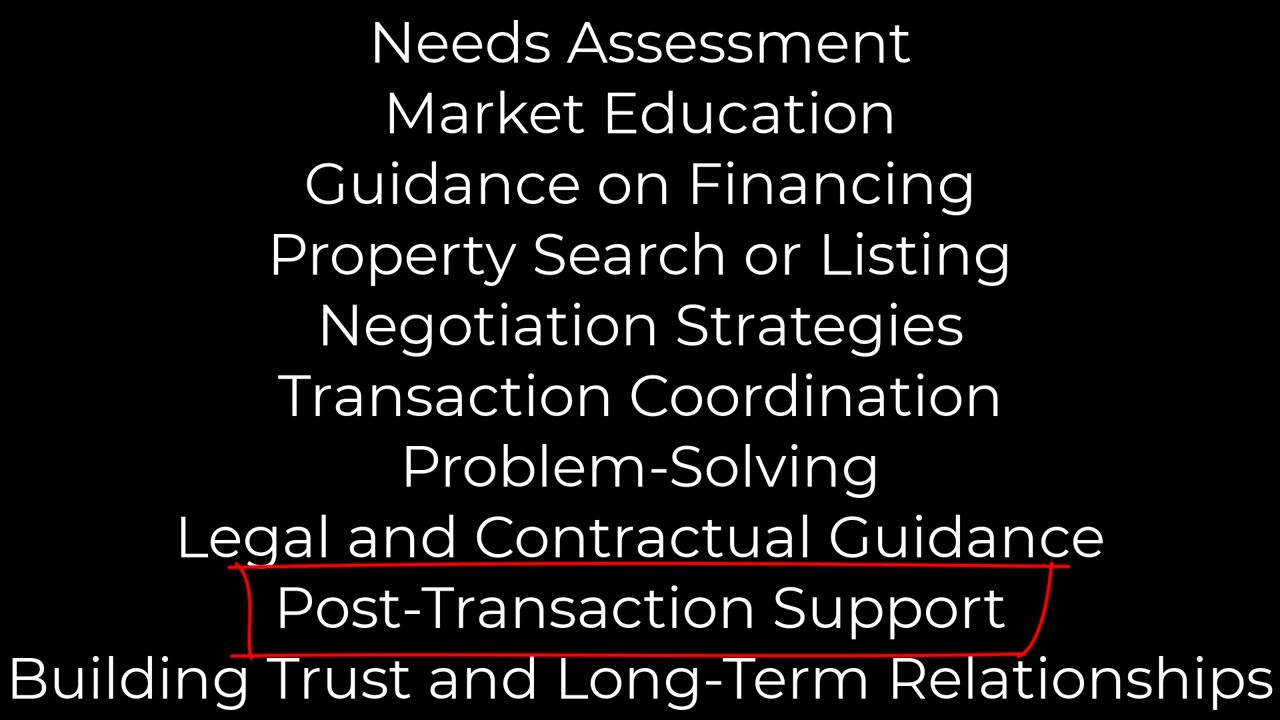 Needs Assessment
Market Education
Guidance on Financing
Property Search or Listing
Negotiation Strategies
Transaction Coordination
Problem-Solving
Legal and Contractual Guidance
Post-Transaction Support
Building Trust and Long-Term Relationships